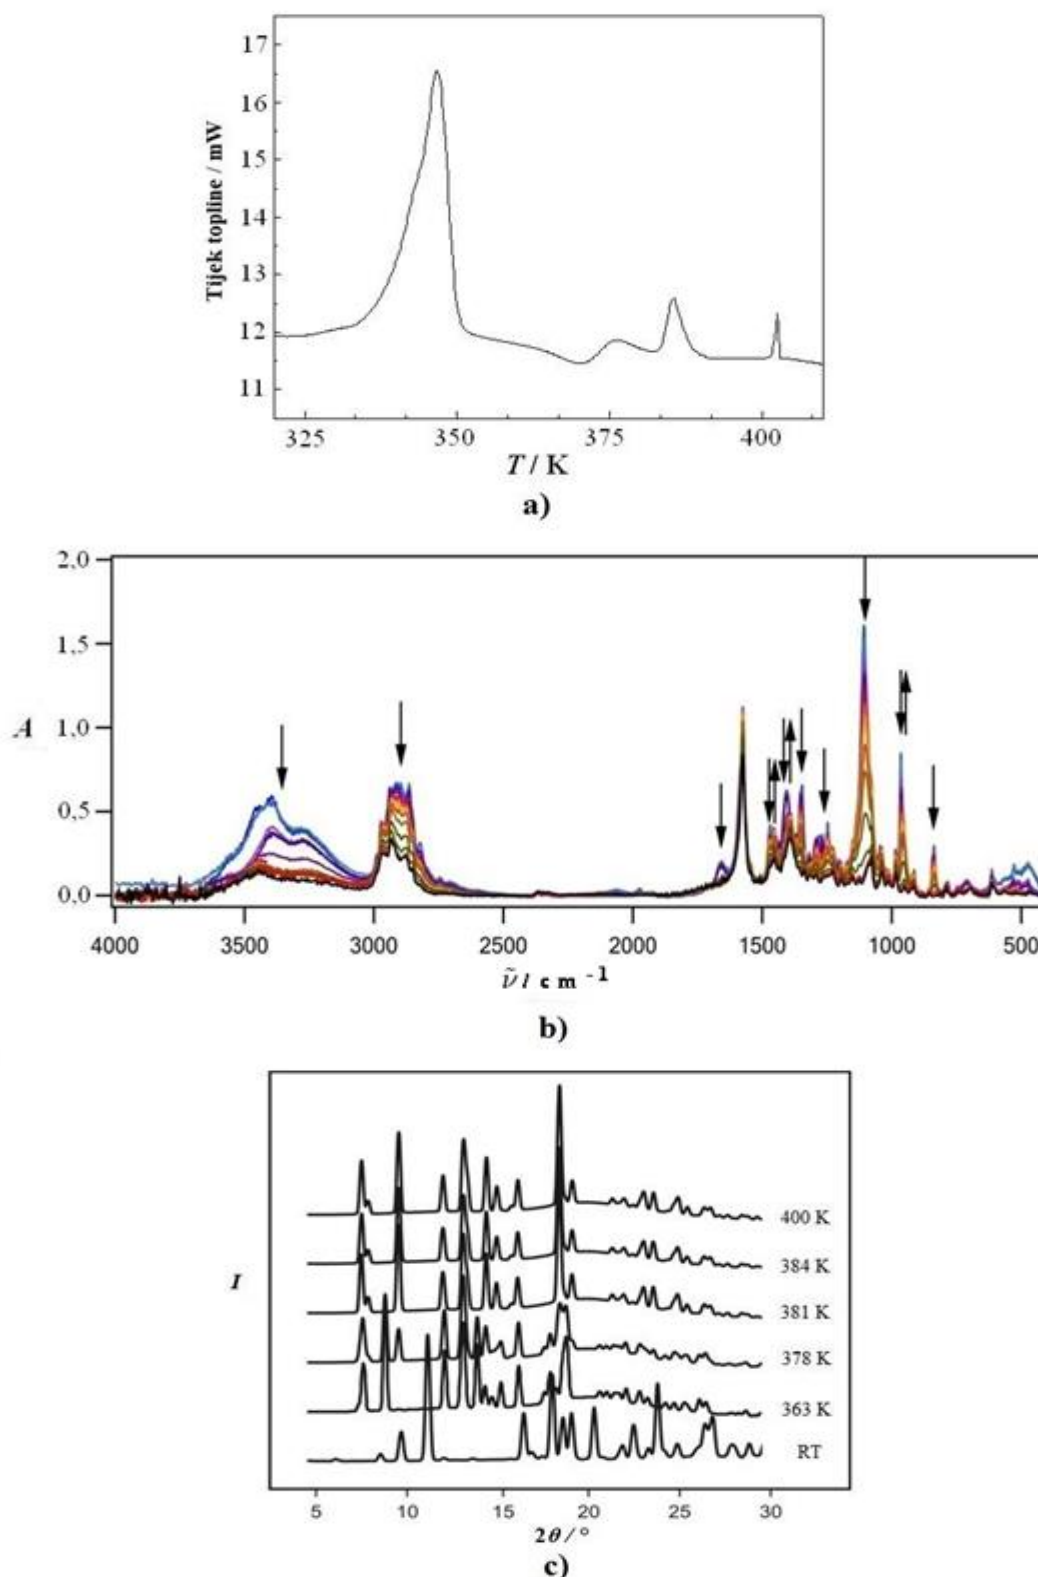 17
16
15
14
13
12
11
Tijek topline / mW
325 350 375 400
T / K
a)
2,0
1,5
1,0
0,5
0.0
A
4000 3500 3000 2500 2000 1500 1000 500
ν̃ / cm⁻¹
b)
I
400 K
384 K
381 K
378 K
363 K
RT
5 10 15 20 25 30
2θ / °
c)